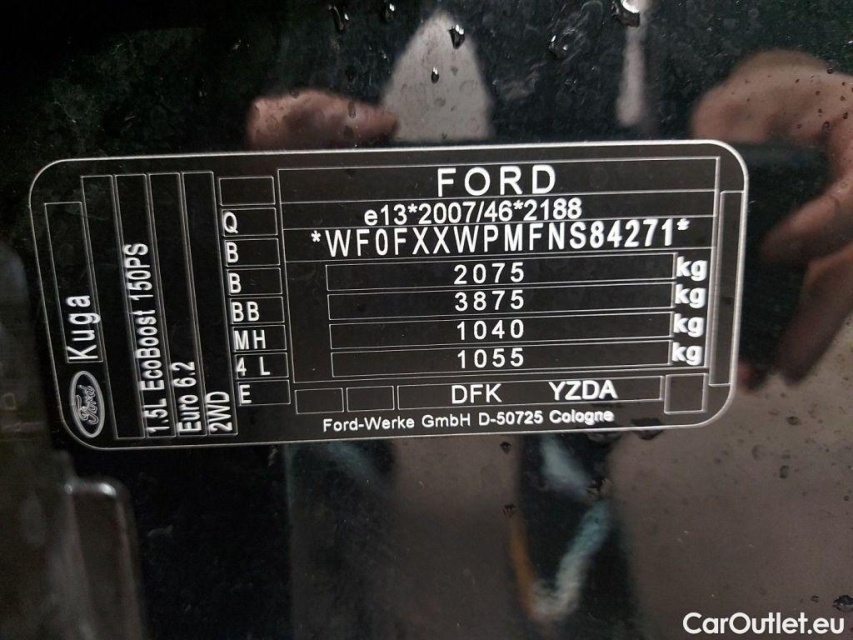 FORD
e13*2007/46*2188
*WF0FXXWPMFNS84271*
2075 kg
3875 kg
1040 kg
1055 kg
DFK YZDA
Ford-Werke GmbH D-50725 Cologne
Q
B
B
BB
MH
4 L
E
Ford Kuga
1.5L EcoBoost 150PS
Euro 6.2
2WD
CarOutlet.eu